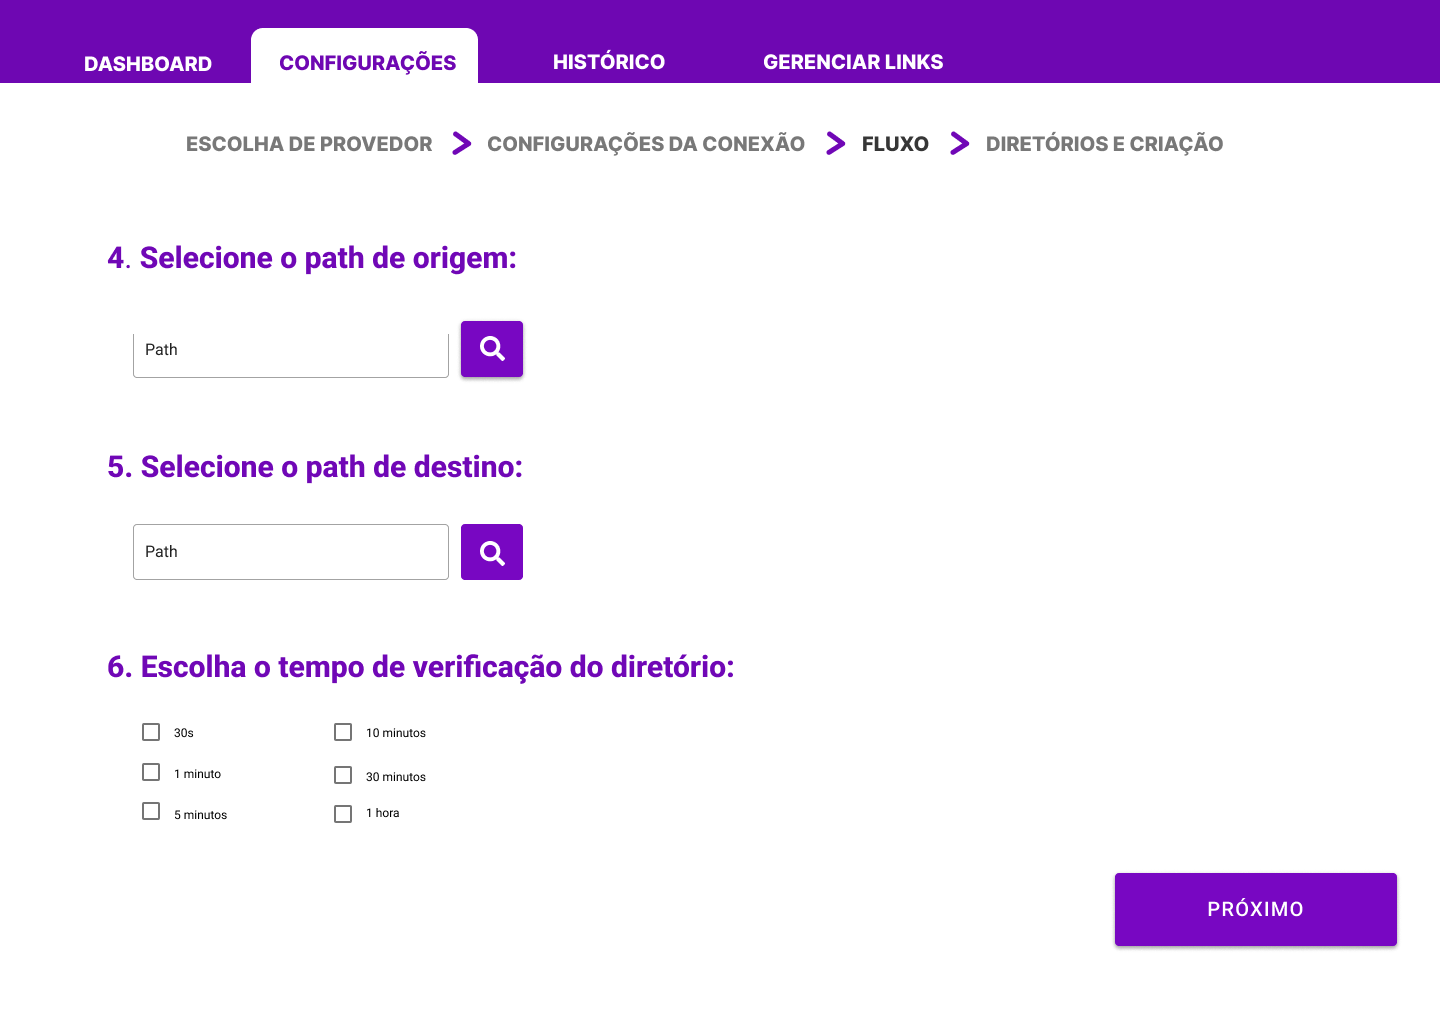 DASHBOARD CONFIGURAÇÕES HISTÓRICO GERENCIAR LINKS
ESCOLHA DE PROVEDOR CONFIGURAÇÕES DA CONEXÃO FLUXO DIRETÓRIOS E CRIAÇÃO
4. Selecione o path de origem:
Path
5. Selecione o path de destino:
Path
6. Escolha o tempo de verificação do diretório:
30s 10 minutos
1 minuto 30 minutos
5 minutos 1 hora
PRÓXIMO